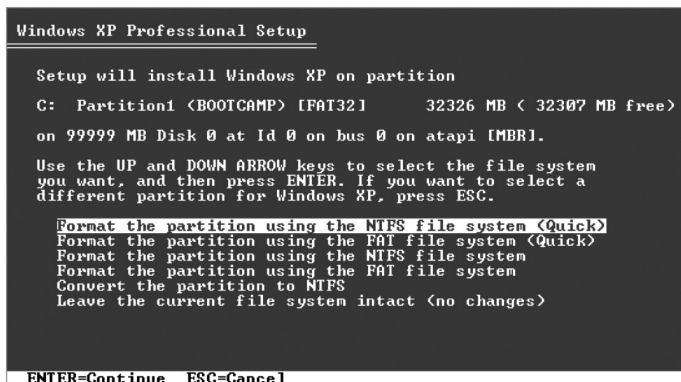 Windows XP Professional Setup
Setup will install Windows XP on partition
C: Partition1 (BOOTCAMP) [FAT32] 32326 MB ( 32307 MB free)
on 99999 MB Disk 0 at Id 0 on bus 0 on atapi [MBR].
Use the UP and DOWN ARROW keys to select the file system
you want, and then press ENTER. If you want to select a
different partition for Windows XP, press ESC.
Format the partition using the NTFS file system (Quick)
Format the partition using the FAT file system (Quick)
Format the partition using the NTFS file system
Format the partition using the FAT file system
Convert the partition to NTFS
Leave the current file system intact (no changes)
ENTER=Continue ESC=Cancel